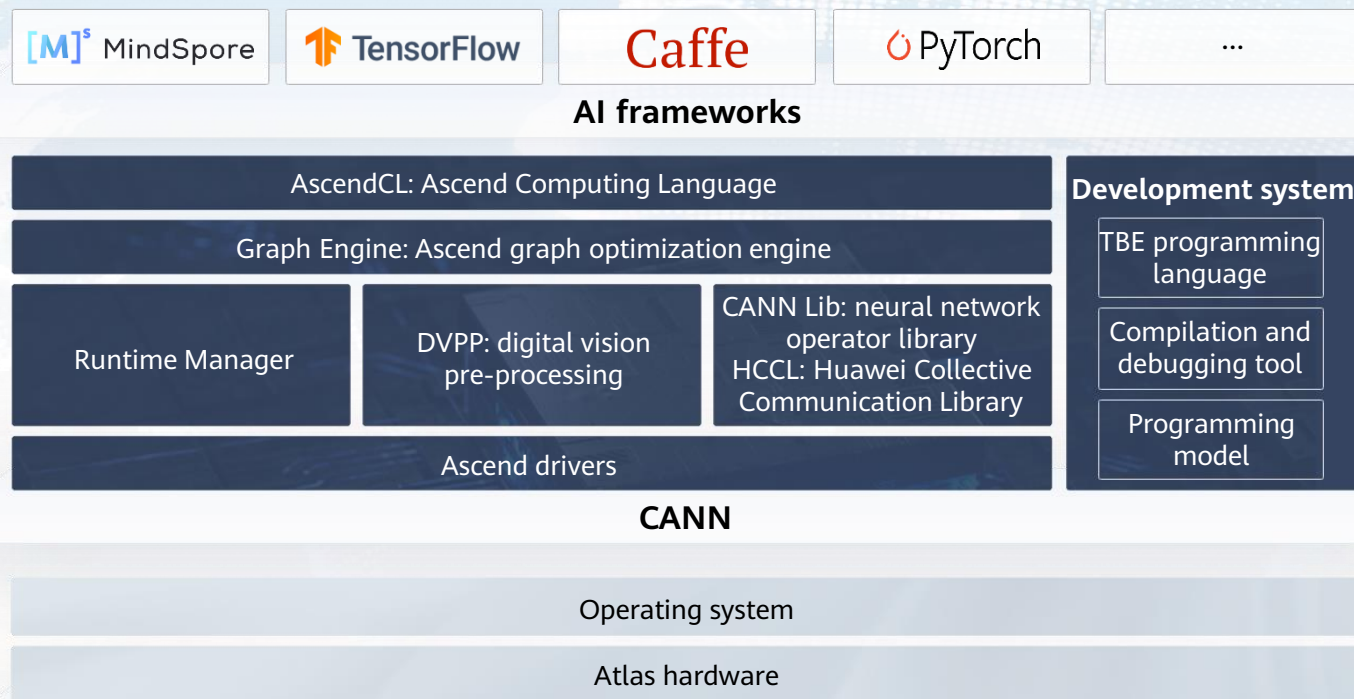 [M]s MindSpore
TensorFlow
Caffe
PyTorch
...
AI frameworks
AscendCL: Ascend Computing Language
Graph Engine: Ascend graph optimization engine
Runtime Manager
DVPP: digital vision
pre-processing
CANN Lib: neural network
operator library
HCCL: Huawei Collective
Communication Library
Ascend drivers
Development system
TBE programming
language
Compilation and
debugging tool
Programming
model
CANN
Operating system
Atlas hardware